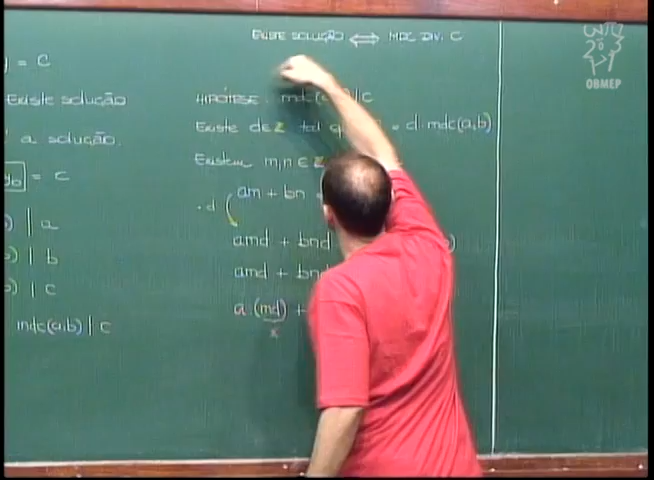 EXISTE SOLUÇÃO ⟺ MDC DIV. C
= C
Existe solução
a solução.
y₀ = C
) | a
) | b
) | c
mdc(a,b) | c
HIPÓTESE: mdc( | C
Existe d∈Z tal q = d·mdc(a,b)
Existem m,n ∈ Z
·d am + bn
amd + bnd
amd + bn
a (md) +
x
OBMEP